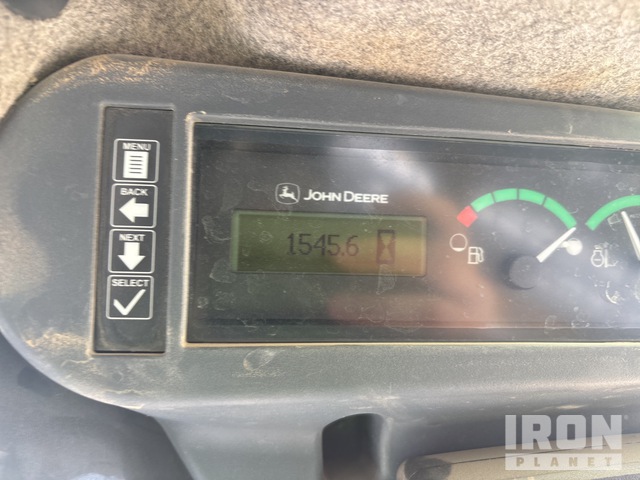 MENU
BACK
NEXT
SELECT
JOHN DEERE
1545.6
IRON
PLANET